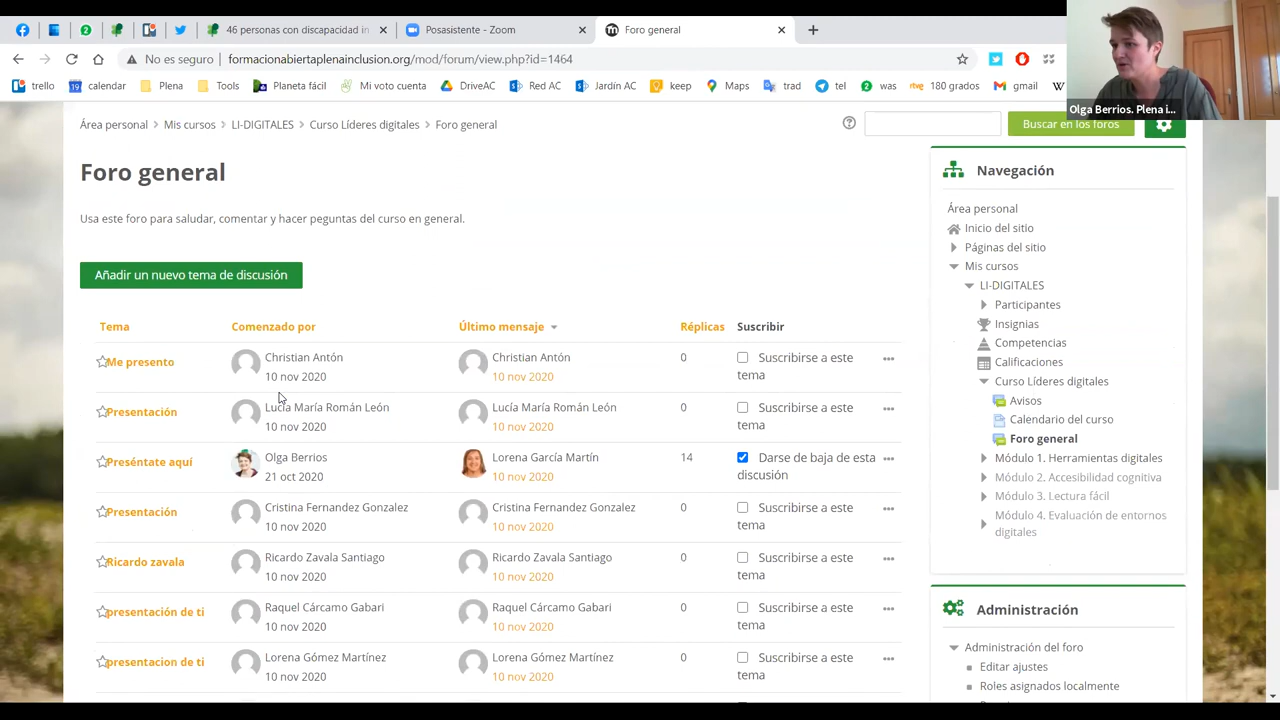 46 personas con discapacidad in
Posasistente - Zoom
Foro general
No es seguro
formacionabiertaplenainclusion.org/mod/forum/view.php?id=1464
trello
calendar
Plena
Tools
Planeta fácil
Mi voto cuenta
DriveAC
Red AC
Jardín AC
keep
Maps
trad
tel
was
180 grados
gmail
Olga Berrios. Plena i...
Área personal
Mis cursos
LI-DIGITALES
Curso Líderes digitales
Foro general
Buscar en los foros
Foro general
Usa este foro para saludar, comentar y hacer peguntas del curso en general.
Añadir un nuevo tema de discusión
Tema Comenzado por Último mensaje Réplicas Suscribir
Me presento Christian Antón Christian Antón 0 Suscribirse a este
10 nov 2020 10 nov 2020 tema
Presentación Lucía María Román León Lucía María Román León 0 Suscribirse a este
10 nov 2020 10 nov 2020 tema
Preséntate aquí Olga Berrios Lorena García Martín 14 Darse de baja de esta
21 oct 2020 10 nov 2020 discusión
Presentación Cristina Fernandez Gonzalez Cristina Fernandez Gonzalez 0 Suscribirse a este
10 nov 2020 10 nov 2020 tema
Ricardo zavala Ricardo Zavala Santiago Ricardo Zavala Santiago 0 Suscribirse a este
10 nov 2020 10 nov 2020 tema
presentación de ti Raquel Cárcamo Gabari Raquel Cárcamo Gabari 0 Suscribirse a este
10 nov 2020 10 nov 2020 tema
presentacion de ti Lorena Gómez Martínez Lorena Gómez Martínez 0 Suscribirse a este
10 nov 2020 10 nov 2020 tema
Navegación
Área personal
Inicio del sitio
Páginas del sitio
Mis cursos
LI-DIGITALES
Participantes
Insignias
Competencias
Calificaciones
Curso Líderes digitales
Avisos
Calendario del curso
Foro general
Módulo 1. Herramientas digitales
Módulo 2. Accesibilidad cognitiva
Módulo 3. Lectura fácil
Módulo 4. Evaluación de entornos
digitales
Administración
Administración del foro
Editar ajustes
Roles asignados localmente